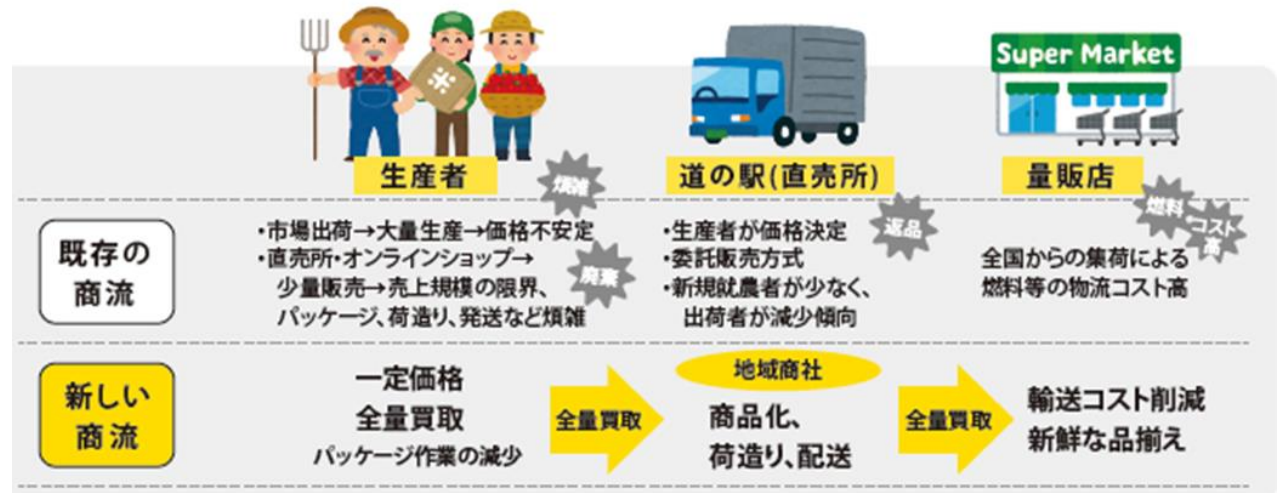 米
Super Market
生産者
煩雑
道の駅(直売所)
量販店
燃料
コスト
高
既存の
商流
・市場出荷→大量生産→価格不安定
・直売所・オンラインショップ→
少量販売→売上規模の限界、
パッケージ、荷造り、発送など煩雑
廃棄
・生産者が価格決定
・委託販売方式
・新規就農者が少なく、
出荷者が減少傾向
返品
全国からの集荷による
燃料等の物流コスト高
新しい
商流
一定価格
全量買取
パッケージ作業の減少
全量買取
地域商社
商品化、
荷造り、配送
全量買取
輸送コスト削減
新鮮な品揃え